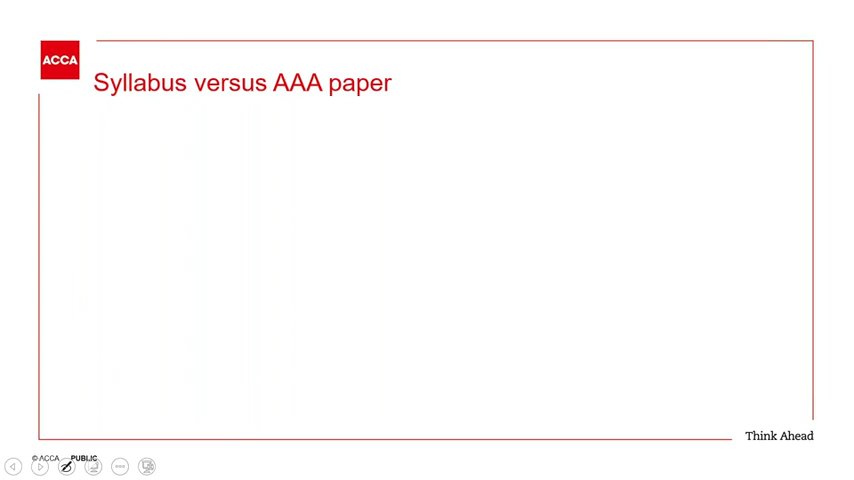 ACCA
Syllabus versus AAA paper
Think Ahead
© ACCA PUBLIC